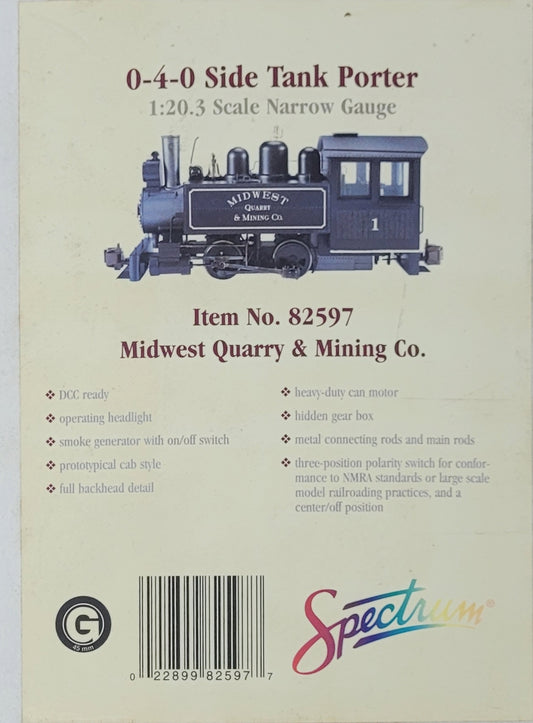 0-4-0 Side Tank Porter
1:20.3 Scale Narrow Gauge
MIDWEST
QUARRY
& MINING CO.
1
Item No. 82597
Midwest Quarry & Mining Co.
❖ DCC ready
❖ operating headlight
❖ smoke generator with on/off switch
❖ prototypical cab style
❖ full backhead detail
❖ heavy-duty can motor
❖ hidden gear box
❖ metal connecting rods and main rods
❖ three-position polarity switch for confor-
mance to NMRA standards or large scale
model railroading practices, and a
center/off position
G
45 mm
0 22899 82597 7
Spectrum®